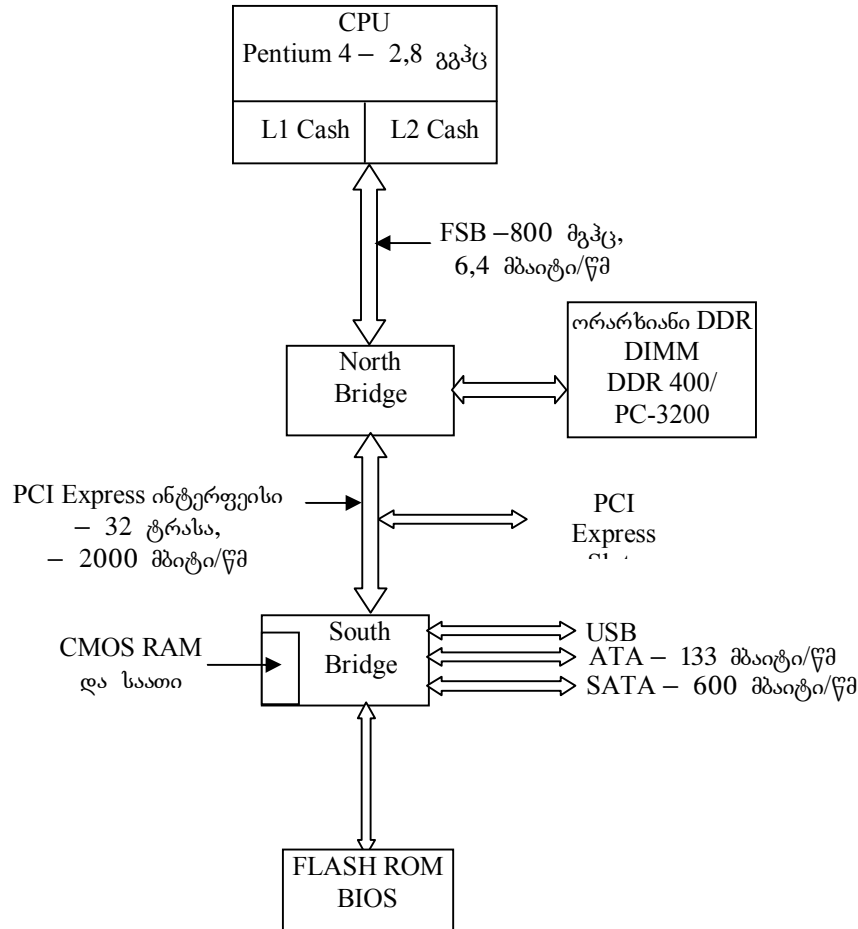 CPU
Pentium 4 – 2,8 გგჰც
L1 Cash
L2 Cash
FSB –800 მგჰც,
6,4 მბაიტი/წმ
North
Bridge
ორარხიანი DDR
DIMM
DDR 400/
PC-3200
PCI Express ინტერფეისი
– 32 ტრასა,
– 2000 მბიტი/წმ
PCI
Express
CMOS RAM
და საათი
South
Bridge
USB
ATA – 133 მბაიტი/წმ
SATA – 600 მბაიტი/წმ
FLASH ROM
BIOS